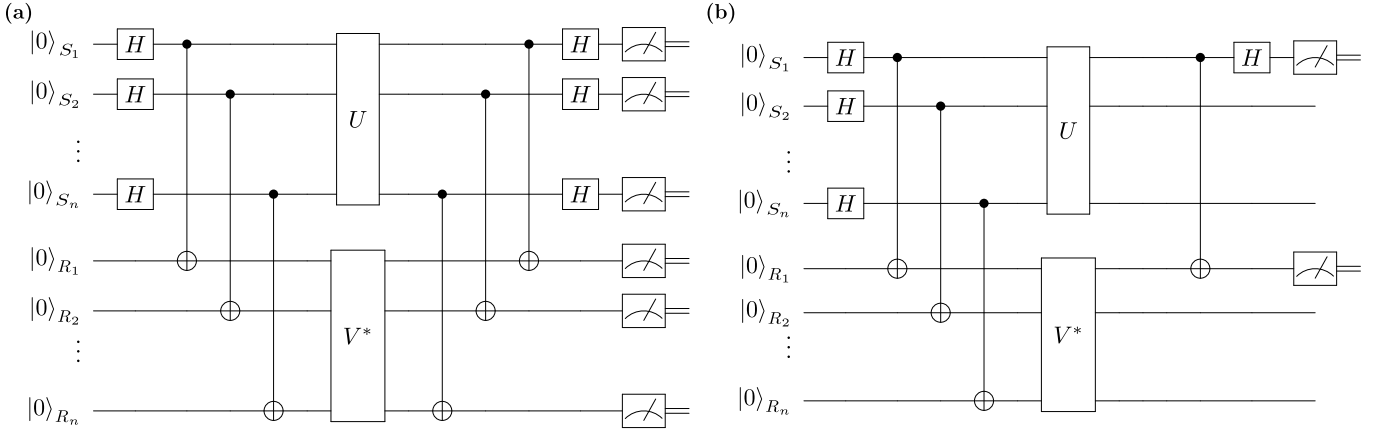 (a)
|0⟩S₁ H H
|0⟩S₂ H H
⋮ U
|0⟩Sₙ H H
|0⟩R₁
|0⟩R₂
⋮ V*
|0⟩Rₙ
(b)
|0⟩S₁ H H
|0⟩S₂ H
⋮ U
|0⟩Sₙ H
|0⟩R₁
|0⟩R₂
⋮ V*
|0⟩Rₙ